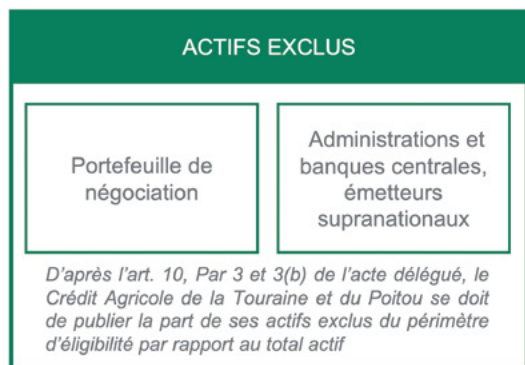 ACTIFS EXCLUS
Portefeuille de
négociation
Administrations et
banques centrales,
émetteurs
supranationaux
D'après l'art. 10, Par 3 et 3(b) de l'acte délégué, le
Crédit Agricole de la Touraine et du Poitou se doit
de publier la part de ses actifs exclus du périmètre
d'éligibilité par rapport au total actif